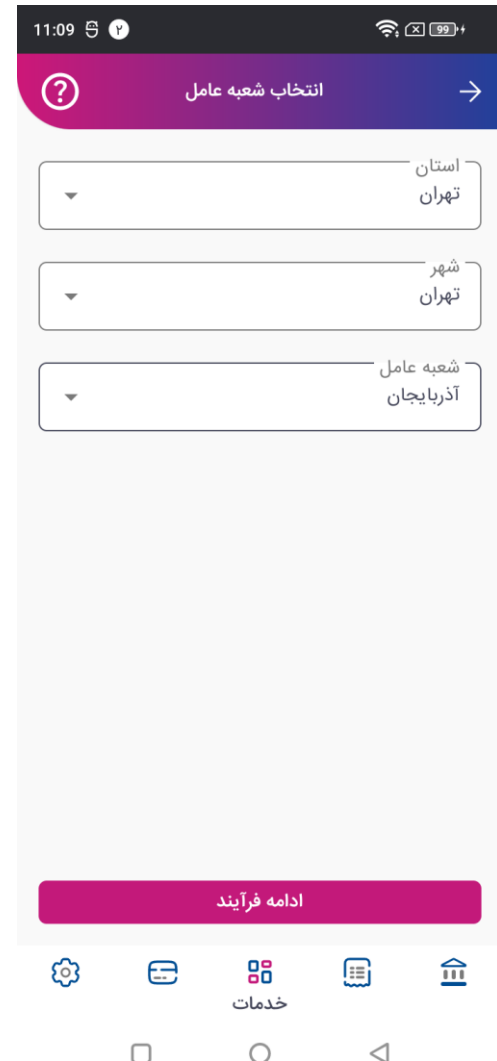 11:09 ۲ 99
انتخاب شعبه عامل
استان
تهران
شهر
تهران
شعبه عامل
آذربایجان
ادامه فرآیند
خدمات